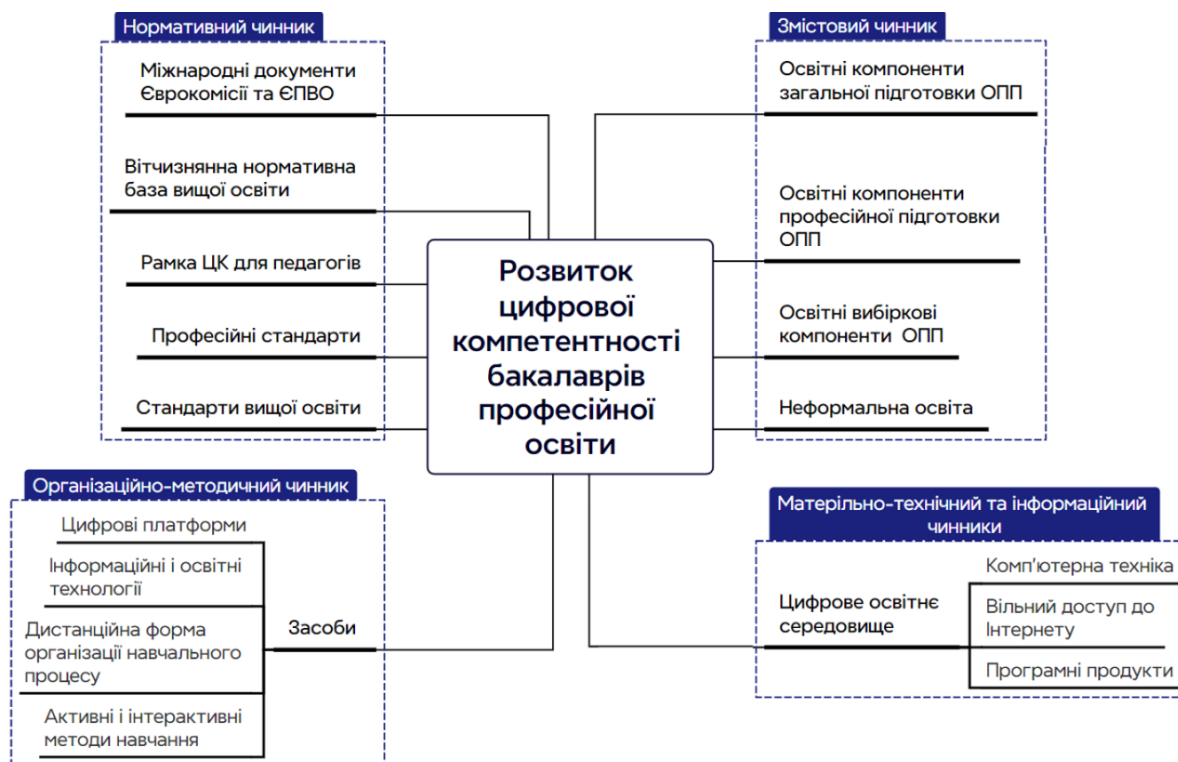 Нормативний чинник
Міжнародні документи
Єврокомісії та ЄПВО
Вітчизнянна нормативна
база вищої освіти
Рамка ЦК для педагогів
Професійні стандарти
Стандарти вищої освіти
Змістовий чинник
Освітні компоненти
загальної підготовки ОПП
Освітні компоненти
професійної підготовки
ОПП
Освітні вибіркові
компоненти ОПП
Неформальна освіта
Розвиток
цифрової
компетентності
бакалаврів
професійної
освіти
Організаційно-методичний чинник
Цифрові платформи
Інформаційні і освітні
технології
Дистанційна форма
організації навчального
процесу
Активні і інтерактивні
методи навчання
Засоби
Матерільно-технічний та інформаційний
чинники
Цифрове освітнє
середовище
Комп'ютерна техніка
Вільний доступ до
Інтернету
Програмні продукти